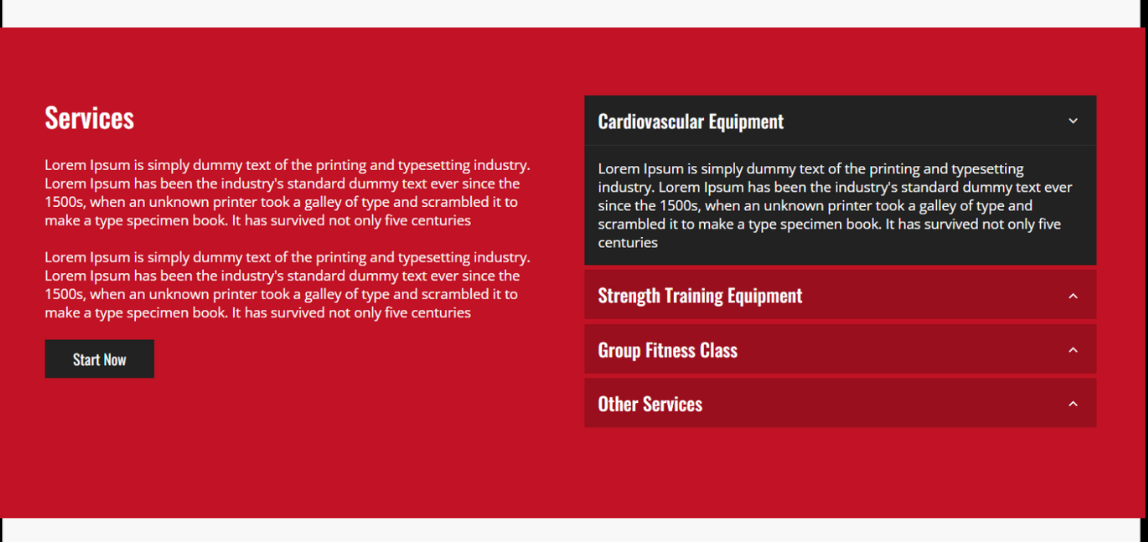 Services
Lorem Ipsum is simply dummy text of the printing and typesetting industry.
Lorem Ipsum has been the industry's standard dummy text ever since the
1500s, when an unknown printer took a galley of type and scrambled it to
make a type specimen book. It has survived not only five centuries
Lorem Ipsum is simply dummy text of the printing and typesetting industry.
Lorem Ipsum has been the industry's standard dummy text ever since the
1500s, when an unknown printer took a galley of type and scrambled it to
make a type specimen book. It has survived not only five centuries
Start Now
Cardiovascular Equipment
Lorem Ipsum is simply dummy text of the printing and typesetting
industry. Lorem Ipsum has been the industry's standard dummy text ever
since the 1500s, when an unknown printer took a galley of type and
scrambled it to make a type specimen book. It has survived not only five
centuries
Strength Training Equipment
Group Fitness Class
Other Services